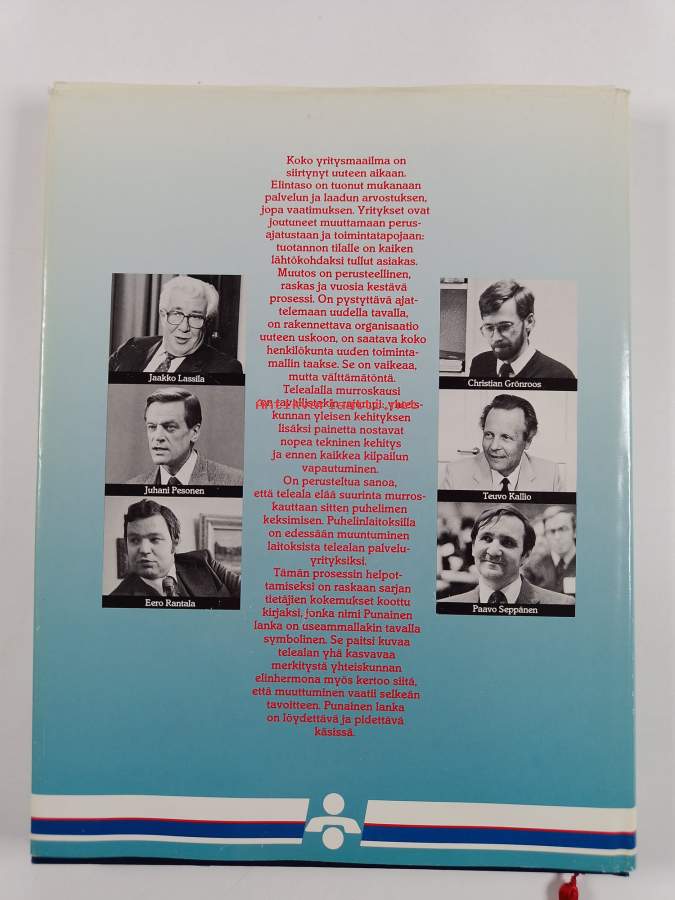 Koko yritysmaailma on
siirtynyt uuteen aikaan.
Elintaso on tuonut mukanaan
palvelun ja laadun arvostuksen,
jopa vaatimuksen. Yritykset ovat
joutuneet muuttamaan perus-
ajatustaan ja toimintatapojaan:
tuotannon tilalle on kaiken
lähtökohdaksi tullut asiakas.
Muutos on perusteellinen,
raskas ja vuosia kestävä
prosessi. On pystyttävä ajat-
telemaan uudella tavalla,
on rakennettava organisaatio
uuteen uskoon, on saatava koko
henkilökunta uuden toiminta-
mallin taakse. Se on vaikeaa,
mutta välttämätöntä.
Telealalla murroskausi
kunnan yleisen kehityksen
lisäksi painetta nostavat
nopea tekninen kehitys
ja ennen kaikkea kilpailun
vapautuminen.
On perusteltua sanoa,
että teleala elää suurinta murros-
kauttaan sitten puhelimen
keksimisen. Puhelinlaitoksilla
on edessään muuntuminen
laitoksista telealan palvelu-
yrityksiksi.
Tämän prosessin helpot-
tamiseksi on raskaan sarjan
tietäjien kokemukset koottu
kirjaksi, jonka nimi Punainen
lanka on useammallakin tavalla
symbolinen. Se paitsi kuvaa
telealan yhä kasvavaa
merkitystä yhteiskunnan
elinhermona myös kertoo siitä,
että muuttuminen vaatii selkeän
tavoitteen. Punainen lanka
on löydettävä ja pidettävä
käsissä.
Jaakko Lassila
Juhani Pesonen
Eero Rantala
Christian Grönroos
Teuvo Kallio
Paavo Seppänen